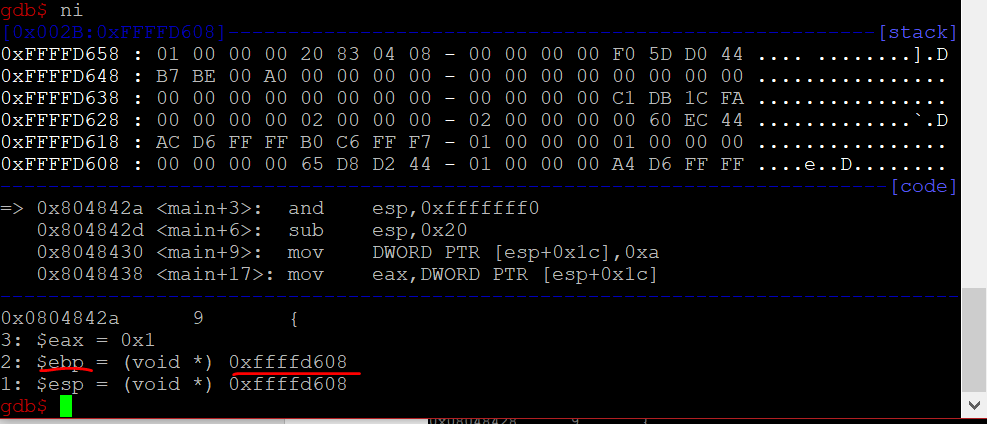 gdb$ ni
[0x002B:0xFFFFD608]------------------------------------------------------[stack]
0xFFFFD658 : 01 00 00 00 20 83 04 08 - 00 00 00 00 F0 5D D0 44 .... ........].D
0xFFFFD648 : B7 BE 00 A0 00 00 00 00 - 00 00 00 00 00 00 00 00 ................
0xFFFFD638 : 00 00 00 00 00 00 00 00 - 00 00 00 00 C1 DB 1C FA ................
0xFFFFD628 : 00 00 00 00 02 00 00 00 - 02 00 00 00 00 60 EC 44 .............`.D
0xFFFFD618 : AC D6 FF FF B0 C6 FF F7 - 01 00 00 00 01 00 00 00 ................
0xFFFFD608 : 00 00 00 00 65 D8 D2 44 - 01 00 00 00 A4 D6 FF FF ....e..D........
--------------------------------------------------------------------------[code]
=> 0x804842a <main+3>: and esp,0xfffffff0
0x804842d <main+6>: sub esp,0x20
0x8048430 <main+9>: mov DWORD PTR [esp+0x1c],0xa
0x8048438 <main+17>: mov eax,DWORD PTR [esp+0x1c]
--------------------------------------------------------------------------------
0x0804842a 9 {
3: $eax = 0x1
2: $ebp = (void *) 0xffffd608
1: $esp = (void *) 0xffffd608
gdb$